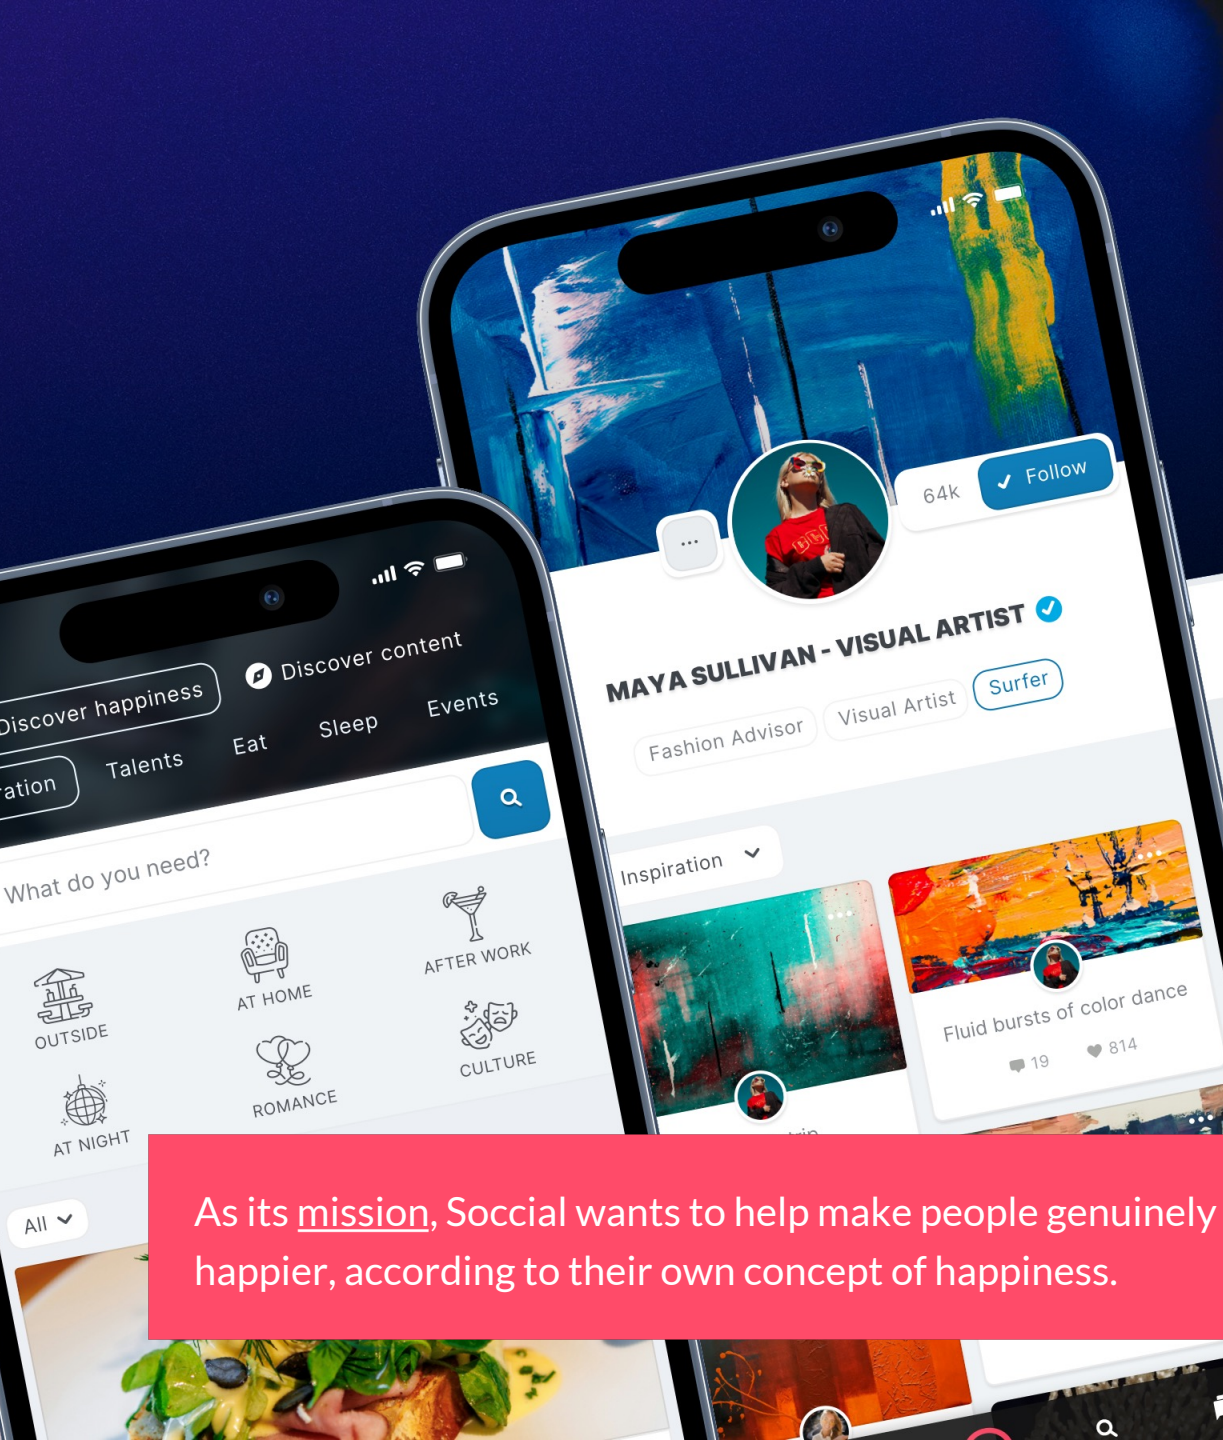 64k
Follow
MAYA SULLIVAN - VISUAL ARTIST
Fashion Advisor
Visual Artist
Surfer
Inspiration
Fluid bursts of color dance
19
814
Discover happiness
Discover content
Talents
Eat
Sleep
Events
What do you need?
OUTSIDE
AT HOME
AFTER WORK
AT NIGHT
ROMANCE
CULTURE
All
As its mission, Soccial wants to help make people genuinely
happier, according to their own concept of happiness.